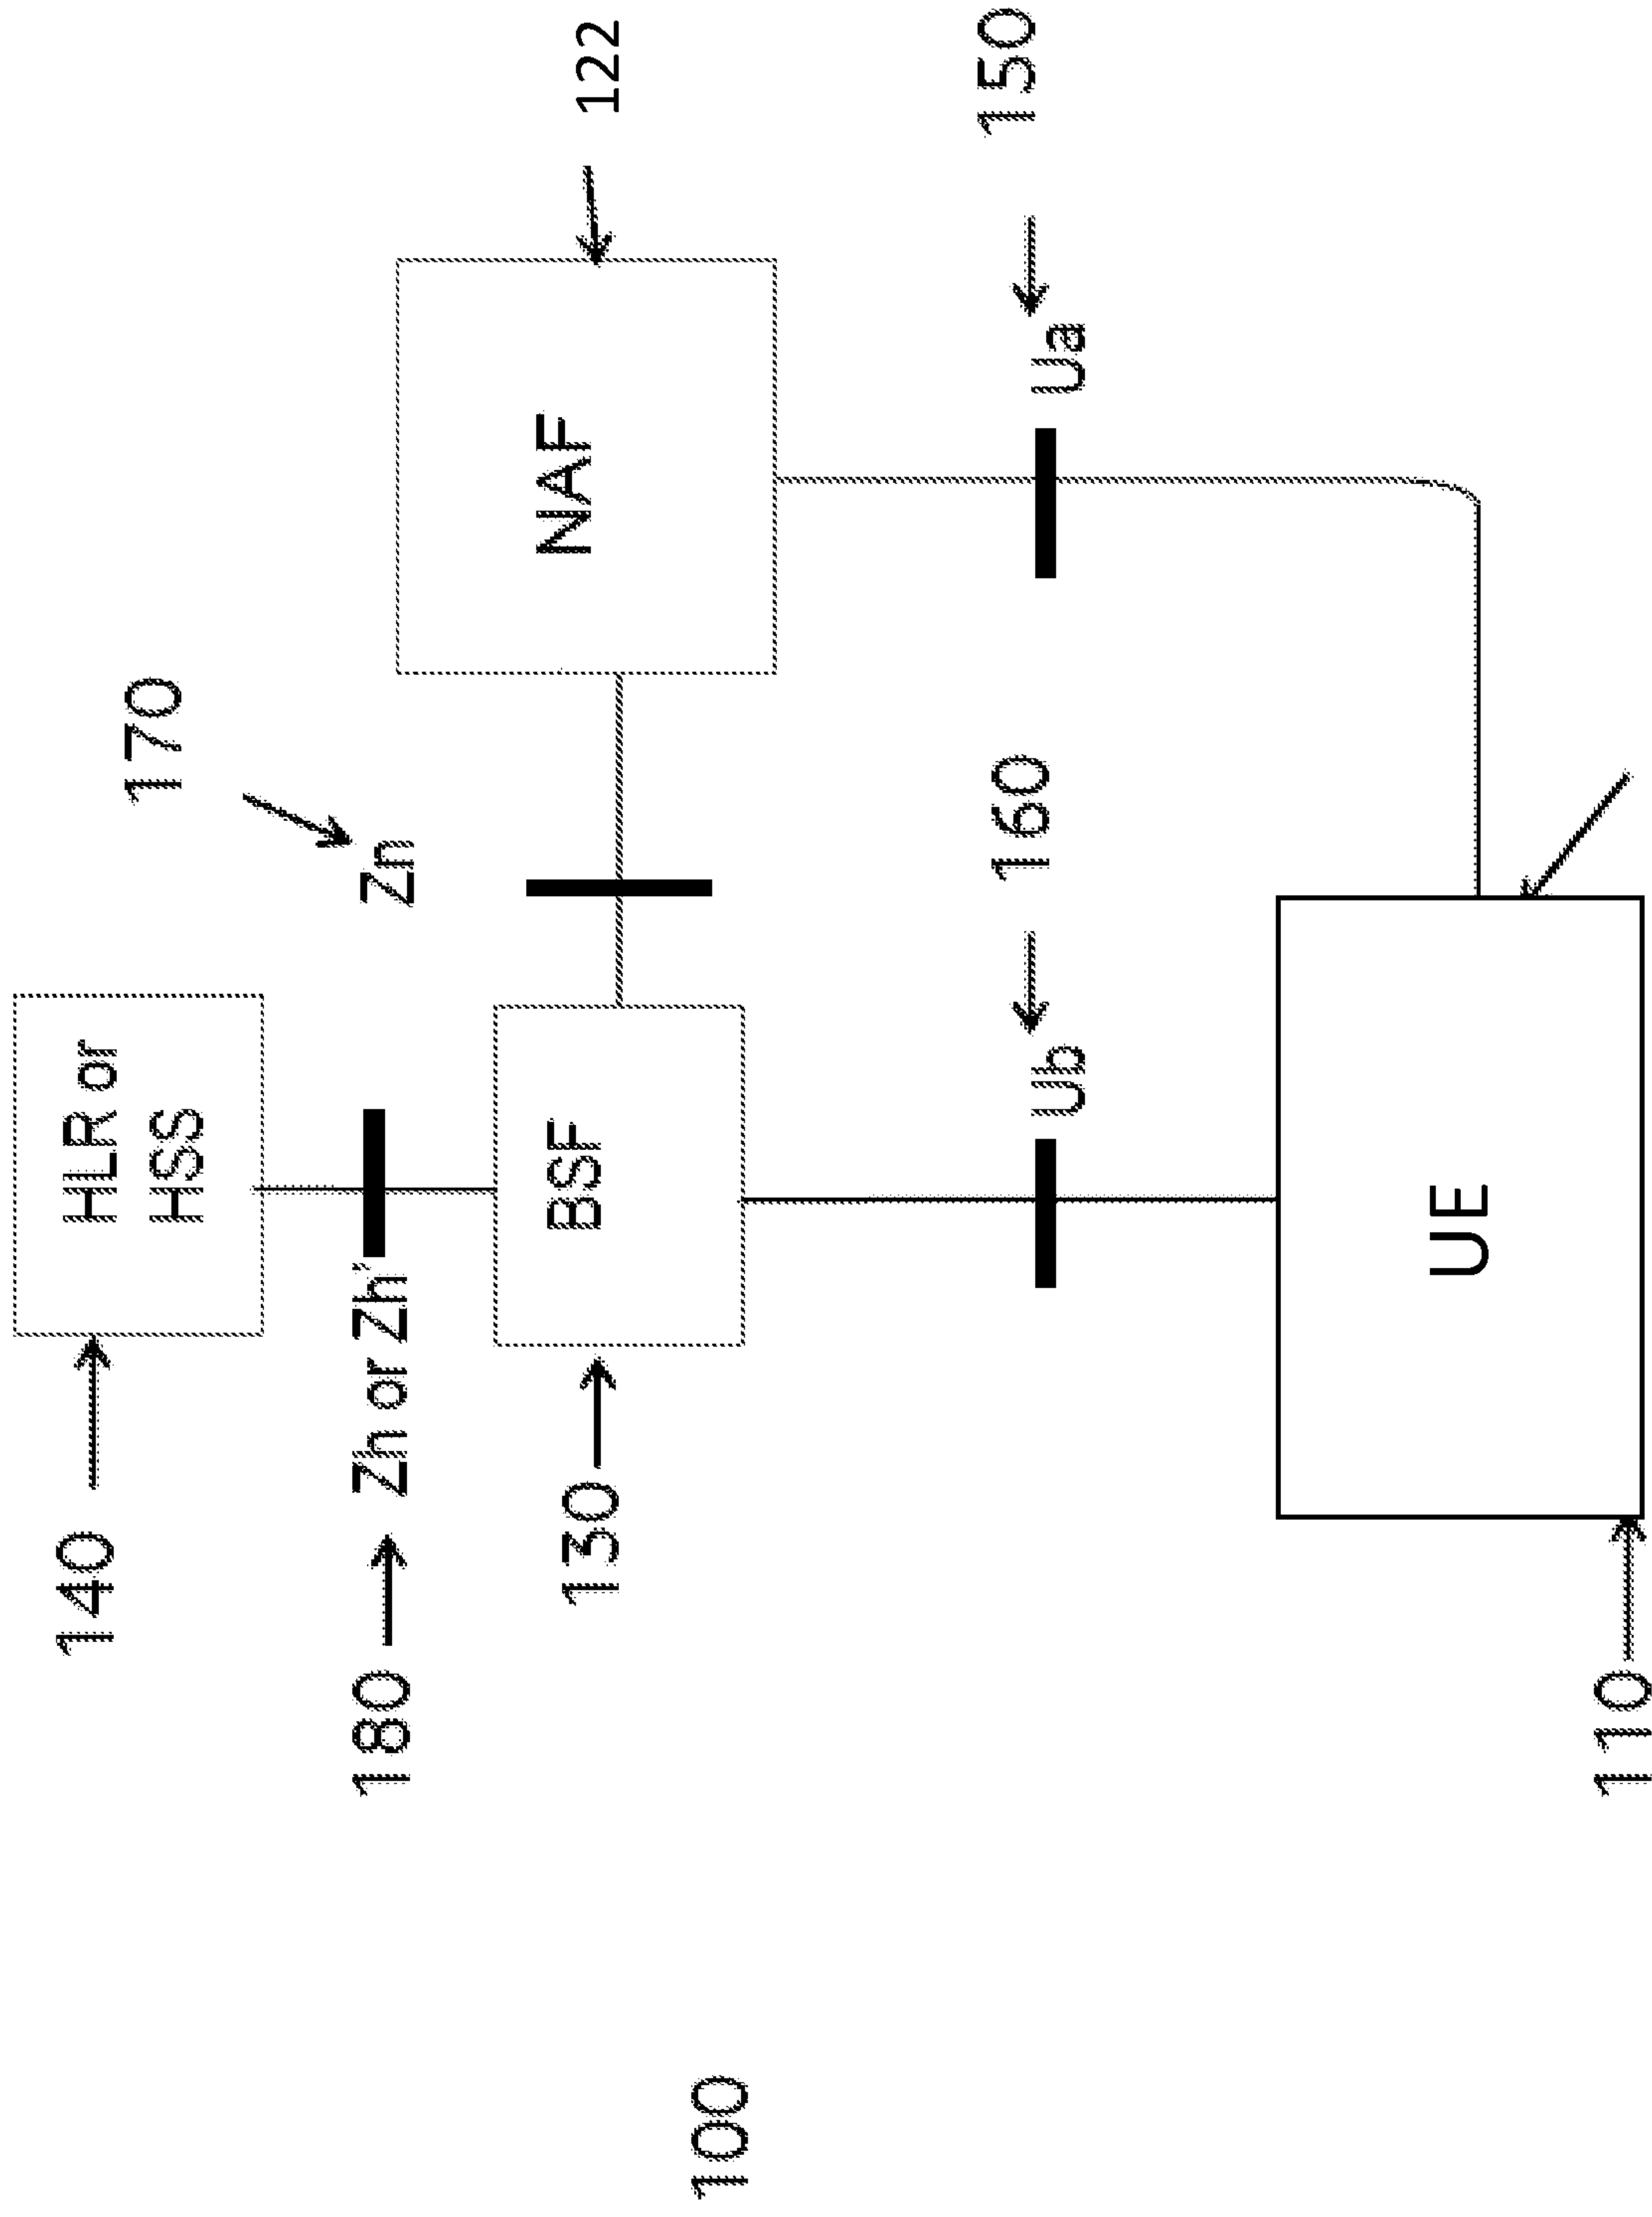 140
HLR or
HSS
170
180
Zh or Zh'
Zn
130
BSF
NAF
122
100
Ub
160
Ua
150
UE
110